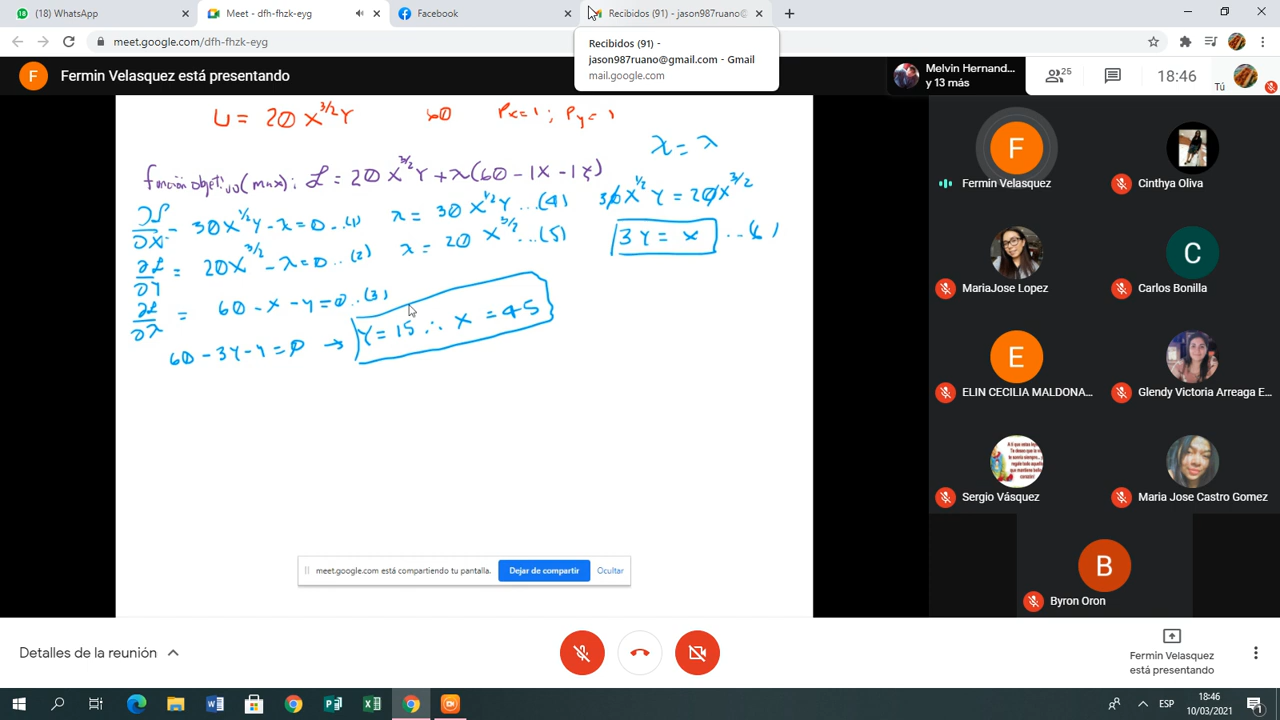 (18) WhatsApp
Meet - dfh-fhzk-eyg
Facebook
Recibidos (91) - jason987ruano@
meet.google.com/dfh-fhzk-eyg
Recibidos (91) -
jason987ruano@gmail.com - Gmail
mail.google.com
F
Fermin Velasquez está presentando
Melvin Hernand...
y 13 más
25
18:46
Tú
U = 20 X^3/2 Y 60 Px=1 ; Py=1
λ = λ
función objetivo (max): ℒ = 20 X^3/2 Y + λ(60 - 1X - 1Y)
∂ℒ/∂X = 30X^1/2 Y - λ = 0 ...(1) λ = 30 X^1/2 Y ...(4) 30X^1/2 Y = 20X^3/2
∂ℒ/∂Y = 20X^3/2 - λ = 0 ...(2) λ = 20 X^3/2 ...(5) 3Y = X
∂ℒ/∂λ = 60 - X - Y = 0 ...(3)
60 - 3Y - Y = 0 → Y = 15 ∴ X = 45
F
Fermin Velasquez
Cinthya Oliva
MariaJose Lopez
C
Carlos Bonilla
E
ELIN CECILIA MALDONA...
Glendy Victoria Arreaga E...
Sergio Vásquez
Maria Jose Castro Gomez
B
Byron Oron
meet.google.com está compartiendo tu pantalla.
Dejar de compartir
Ocultar
Detalles de la reunión
Fermin Velasquez
está presentando
ESP
18:46
10/03/2021
1